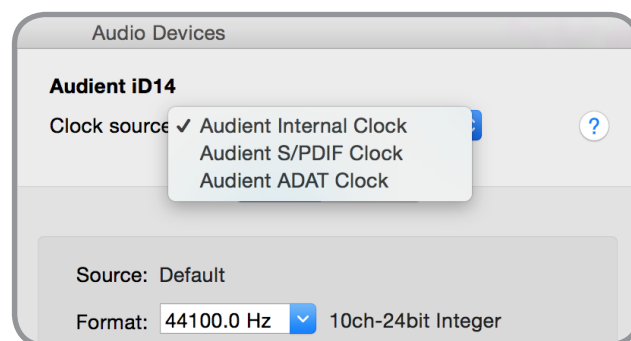 Audio Devices
Audient iD14
Clock source ✓ Audient Internal Clock
Audient S/PDIF Clock
Audient ADAT Clock
?
Source: Default
Format: 44100.0 Hz 10ch-24bit Integer